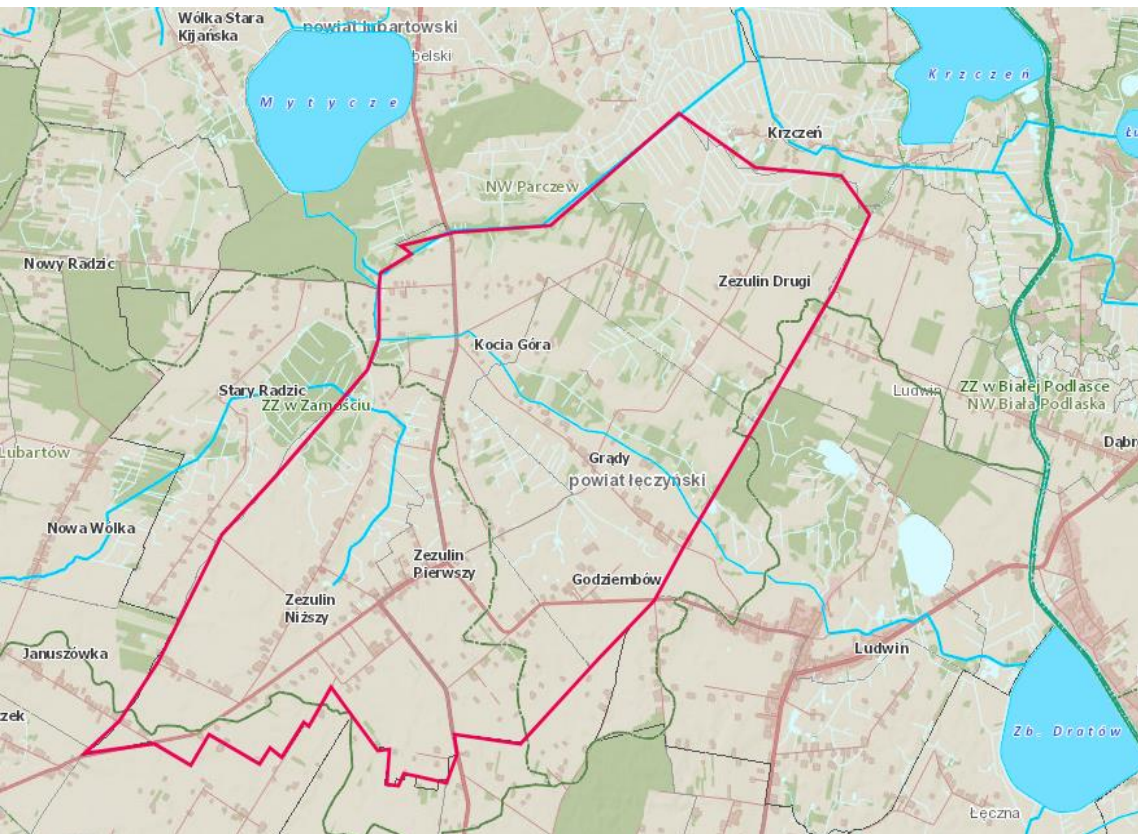 Wólka Stara
Kijańska
powiat lubartowski
belski
Mytycze
Krzczeń
Krzczeń
NW Parczew
Nowy Radzic
Zezulin Drugi
Kocia Góra
Stary Radzic
ZZ w Zamościu
Ludwin
ZZ w Białej Podlasce
NW Biała Podlaska
Lubartów
Grądy
powiat łęczyński
Nowa Wólka
Zezulin
Pierwszy
Godziembów
Zezulin
Niższy
Januszówka
Ludwin
zek
Zb. Dratów
Łęczna